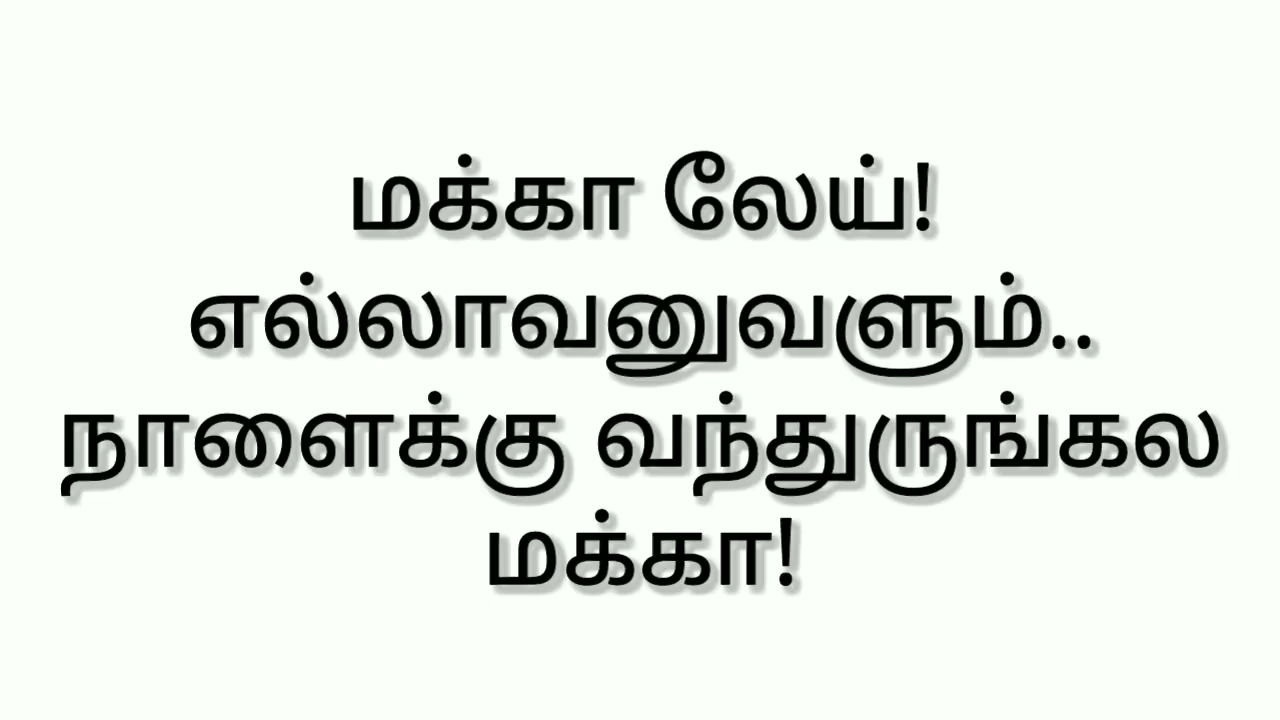 மக்கா லேய்!
எல்லாவனுவளும்..
நாளைக்கு வந்துருங்கல
மக்கா!